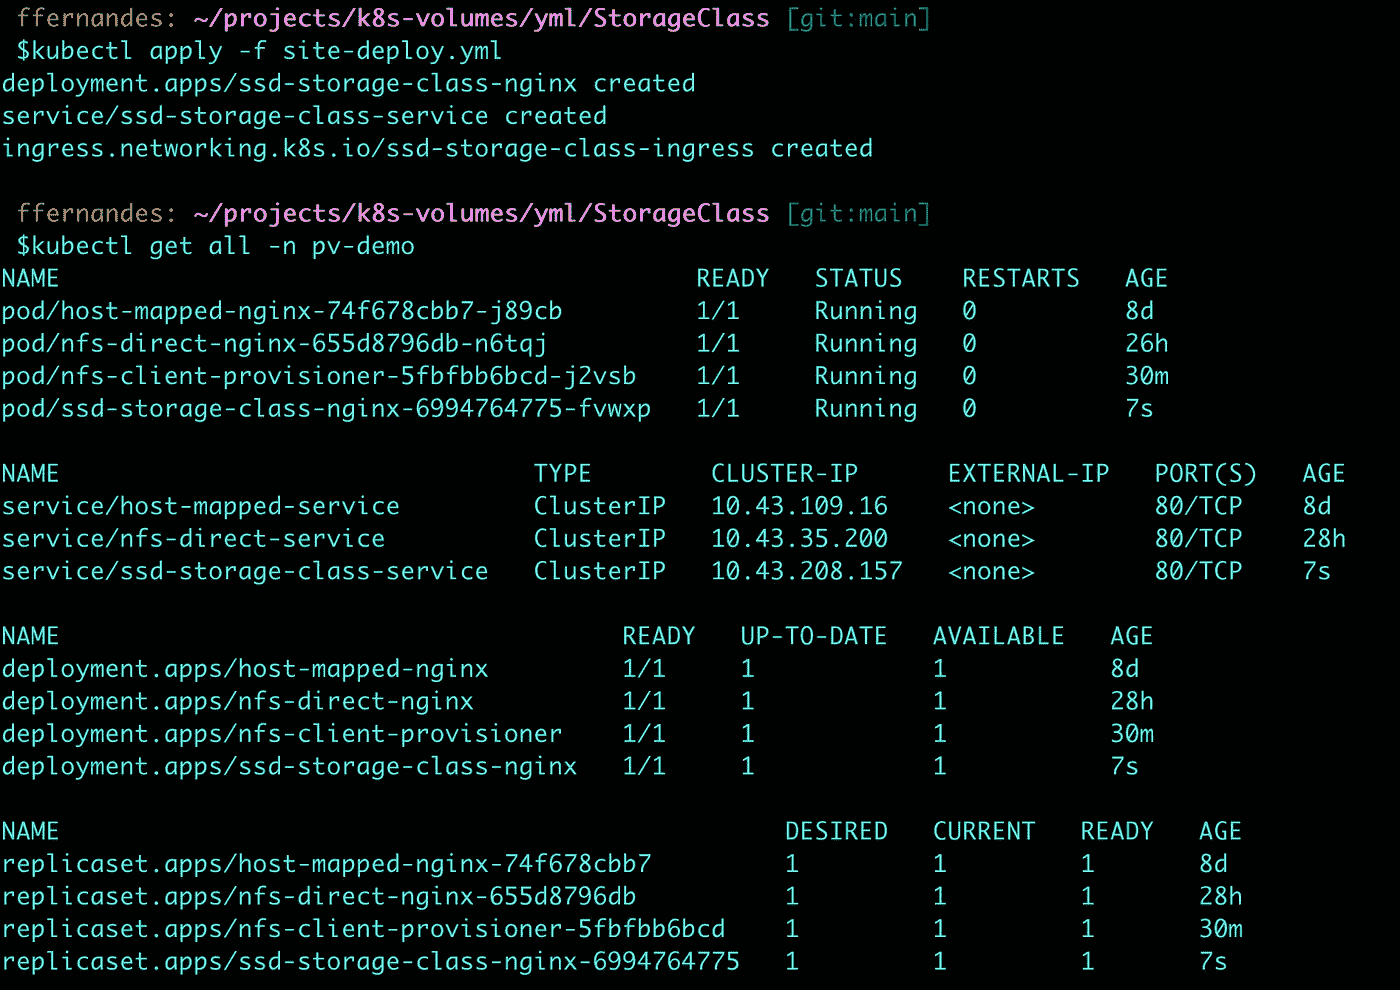 ffernandes: ~/projects/k8s-volumes/yml/StorageClass [git:main]
$kubectl apply -f site-deploy.yml
deployment.apps/ssd-storage-class-nginx created
service/ssd-storage-class-service created
ingress.networking.k8s.io/ssd-storage-class-ingress created
ffernandes: ~/projects/k8s-volumes/yml/StorageClass [git:main]
$kubectl get all -n pv-demo
NAME READY STATUS RESTARTS AGE
pod/host-mapped-nginx-74f678cbb7-j89cb 1/1 Running 0 8d
pod/nfs-direct-nginx-655d8796db-n6tqj 1/1 Running 0 26h
pod/nfs-client-provisioner-5fbfbb6bcd-j2vsb 1/1 Running 0 30m
pod/ssd-storage-class-nginx-6994764775-fvwxp 1/1 Running 0 7s
NAME TYPE CLUSTER-IP EXTERNAL-IP PORT(S) AGE
service/host-mapped-service ClusterIP 10.43.109.16 <none> 80/TCP 8d
service/nfs-direct-service ClusterIP 10.43.35.200 <none> 80/TCP 28h
service/ssd-storage-class-service ClusterIP 10.43.208.157 <none> 80/TCP 7s
NAME READY UP-TO-DATE AVAILABLE AGE
deployment.apps/host-mapped-nginx 1/1 1 1 8d
deployment.apps/nfs-direct-nginx 1/1 1 1 28h
deployment.apps/nfs-client-provisioner 1/1 1 1 30m
deployment.apps/ssd-storage-class-nginx 1/1 1 1 7s
NAME DESIRED CURRENT READY AGE
replicaset.apps/host-mapped-nginx-74f678cbb7 1 1 1 8d
replicaset.apps/nfs-direct-nginx-655d8796db 1 1 1 28h
replicaset.apps/nfs-client-provisioner-5fbfbb6bcd 1 1 1 30m
replicaset.apps/ssd-storage-class-nginx-6994764775 1 1 1 7s